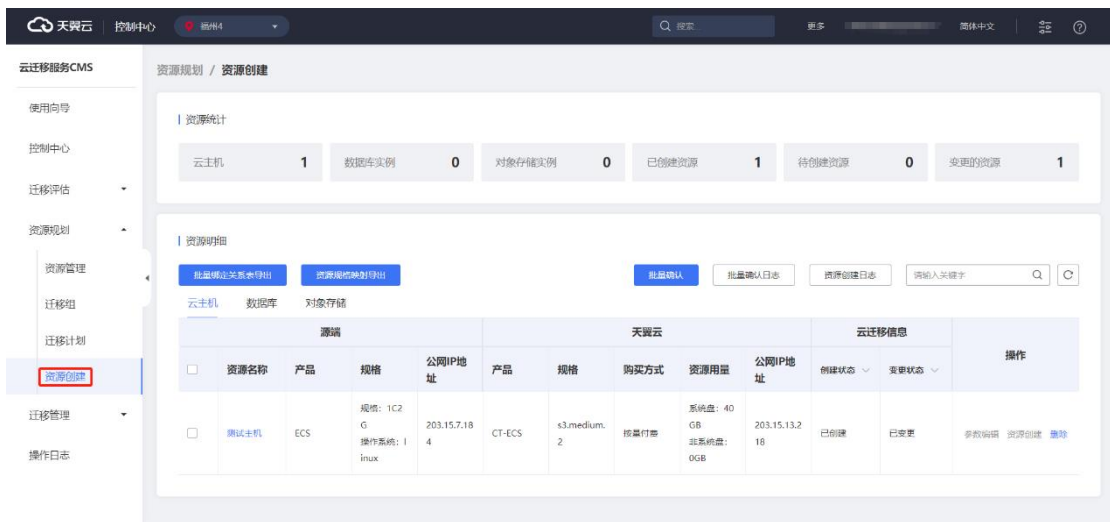 天翼云 控制中心 福州4 搜索... 更多 简体中文
云迁移服务CMS
使用向导
控制中心
迁移评估
资源规划
资源管理
迁移组
迁移计划
资源创建
迁移管理
操作日志
资源规划 / 资源创建
资源统计
云主机 1 数据库实例 0 对象存储实例 0 已创建资源 1 待创建资源 0 变更的资源 1
资源明细
批量绑定关系表导出 资源规格映射导出 批量确认 批量确认日志 资源创建日志 请输入关键字
云主机 数据库 对象存储
源端 天翼云 云迁移信息 操作
资源名称 产品 规格 公网IP地
址 产品 规格 购买方式 资源用量 公网IP地
址 创建状态 变更状态
测试主机 ECS
规格：1C2
G
操作系统：l
inux
203.15.7.18
4
CT-ECS
s3.medium.
2
按量付费
系统盘：40
GB
非系统盘：
0GB
203.15.13.2
18
已创建 已变更 参数编辑 资源创建 删除